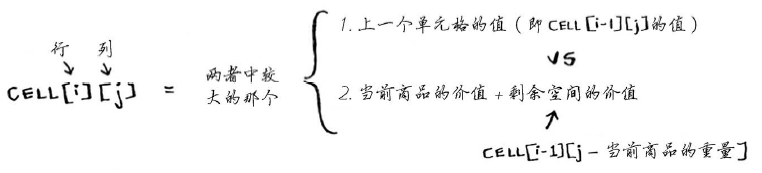 行 列
CELL[i][j] = 两者中较大的那个
1. 上一个单元格的值 (即 CELL[i-1][j]的值)
VS
2. 当前商品的价值 + 剩余空间的价值
CELL[i-1][j - 当前商品的重量]